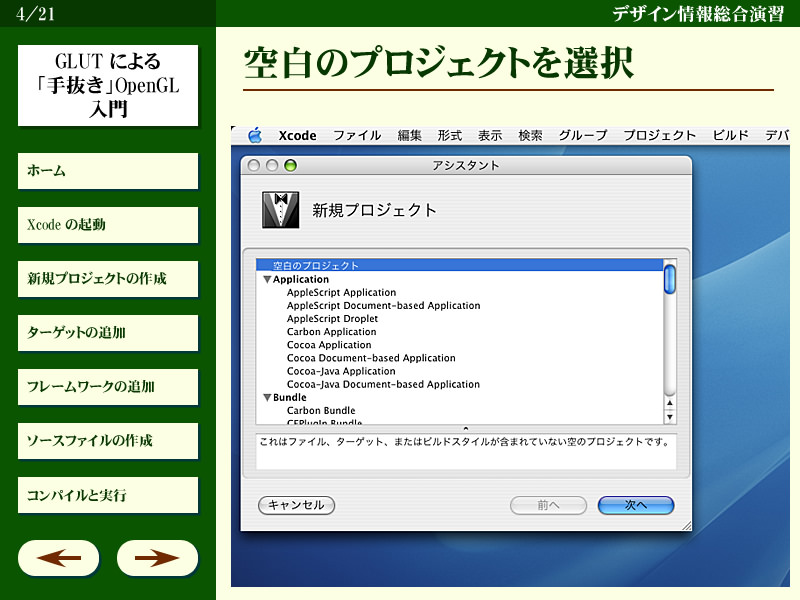 4/21
デザイン情報総合演習
GLUT による
「手抜き」OpenGL
入門
ホーム
Xcode の起動
新規プロジェクトの作成
ターゲットの追加
フレームワークの追加
ソースファイルの作成
コンパイルと実行
空白のプロジェクトを選択
Xcode ファイル 編集 形式 表示 検索 グループ プロジェクト ビルド デバ
アシスタント
新規プロジェクト
空白のプロジェクト
Application
AppleScript Application
AppleScript Document-based Application
AppleScript Droplet
Carbon Application
Cocoa Application
Cocoa Document-based Application
Cocoa-Java Application
Cocoa-Java Document-based Application
Bundle
Carbon Bundle
CFPlugIn Bundle
これはファイル、ターゲット、またはビルドスタイルが含まれていない空のプロジェクトです。
キャンセル
前へ
次へ